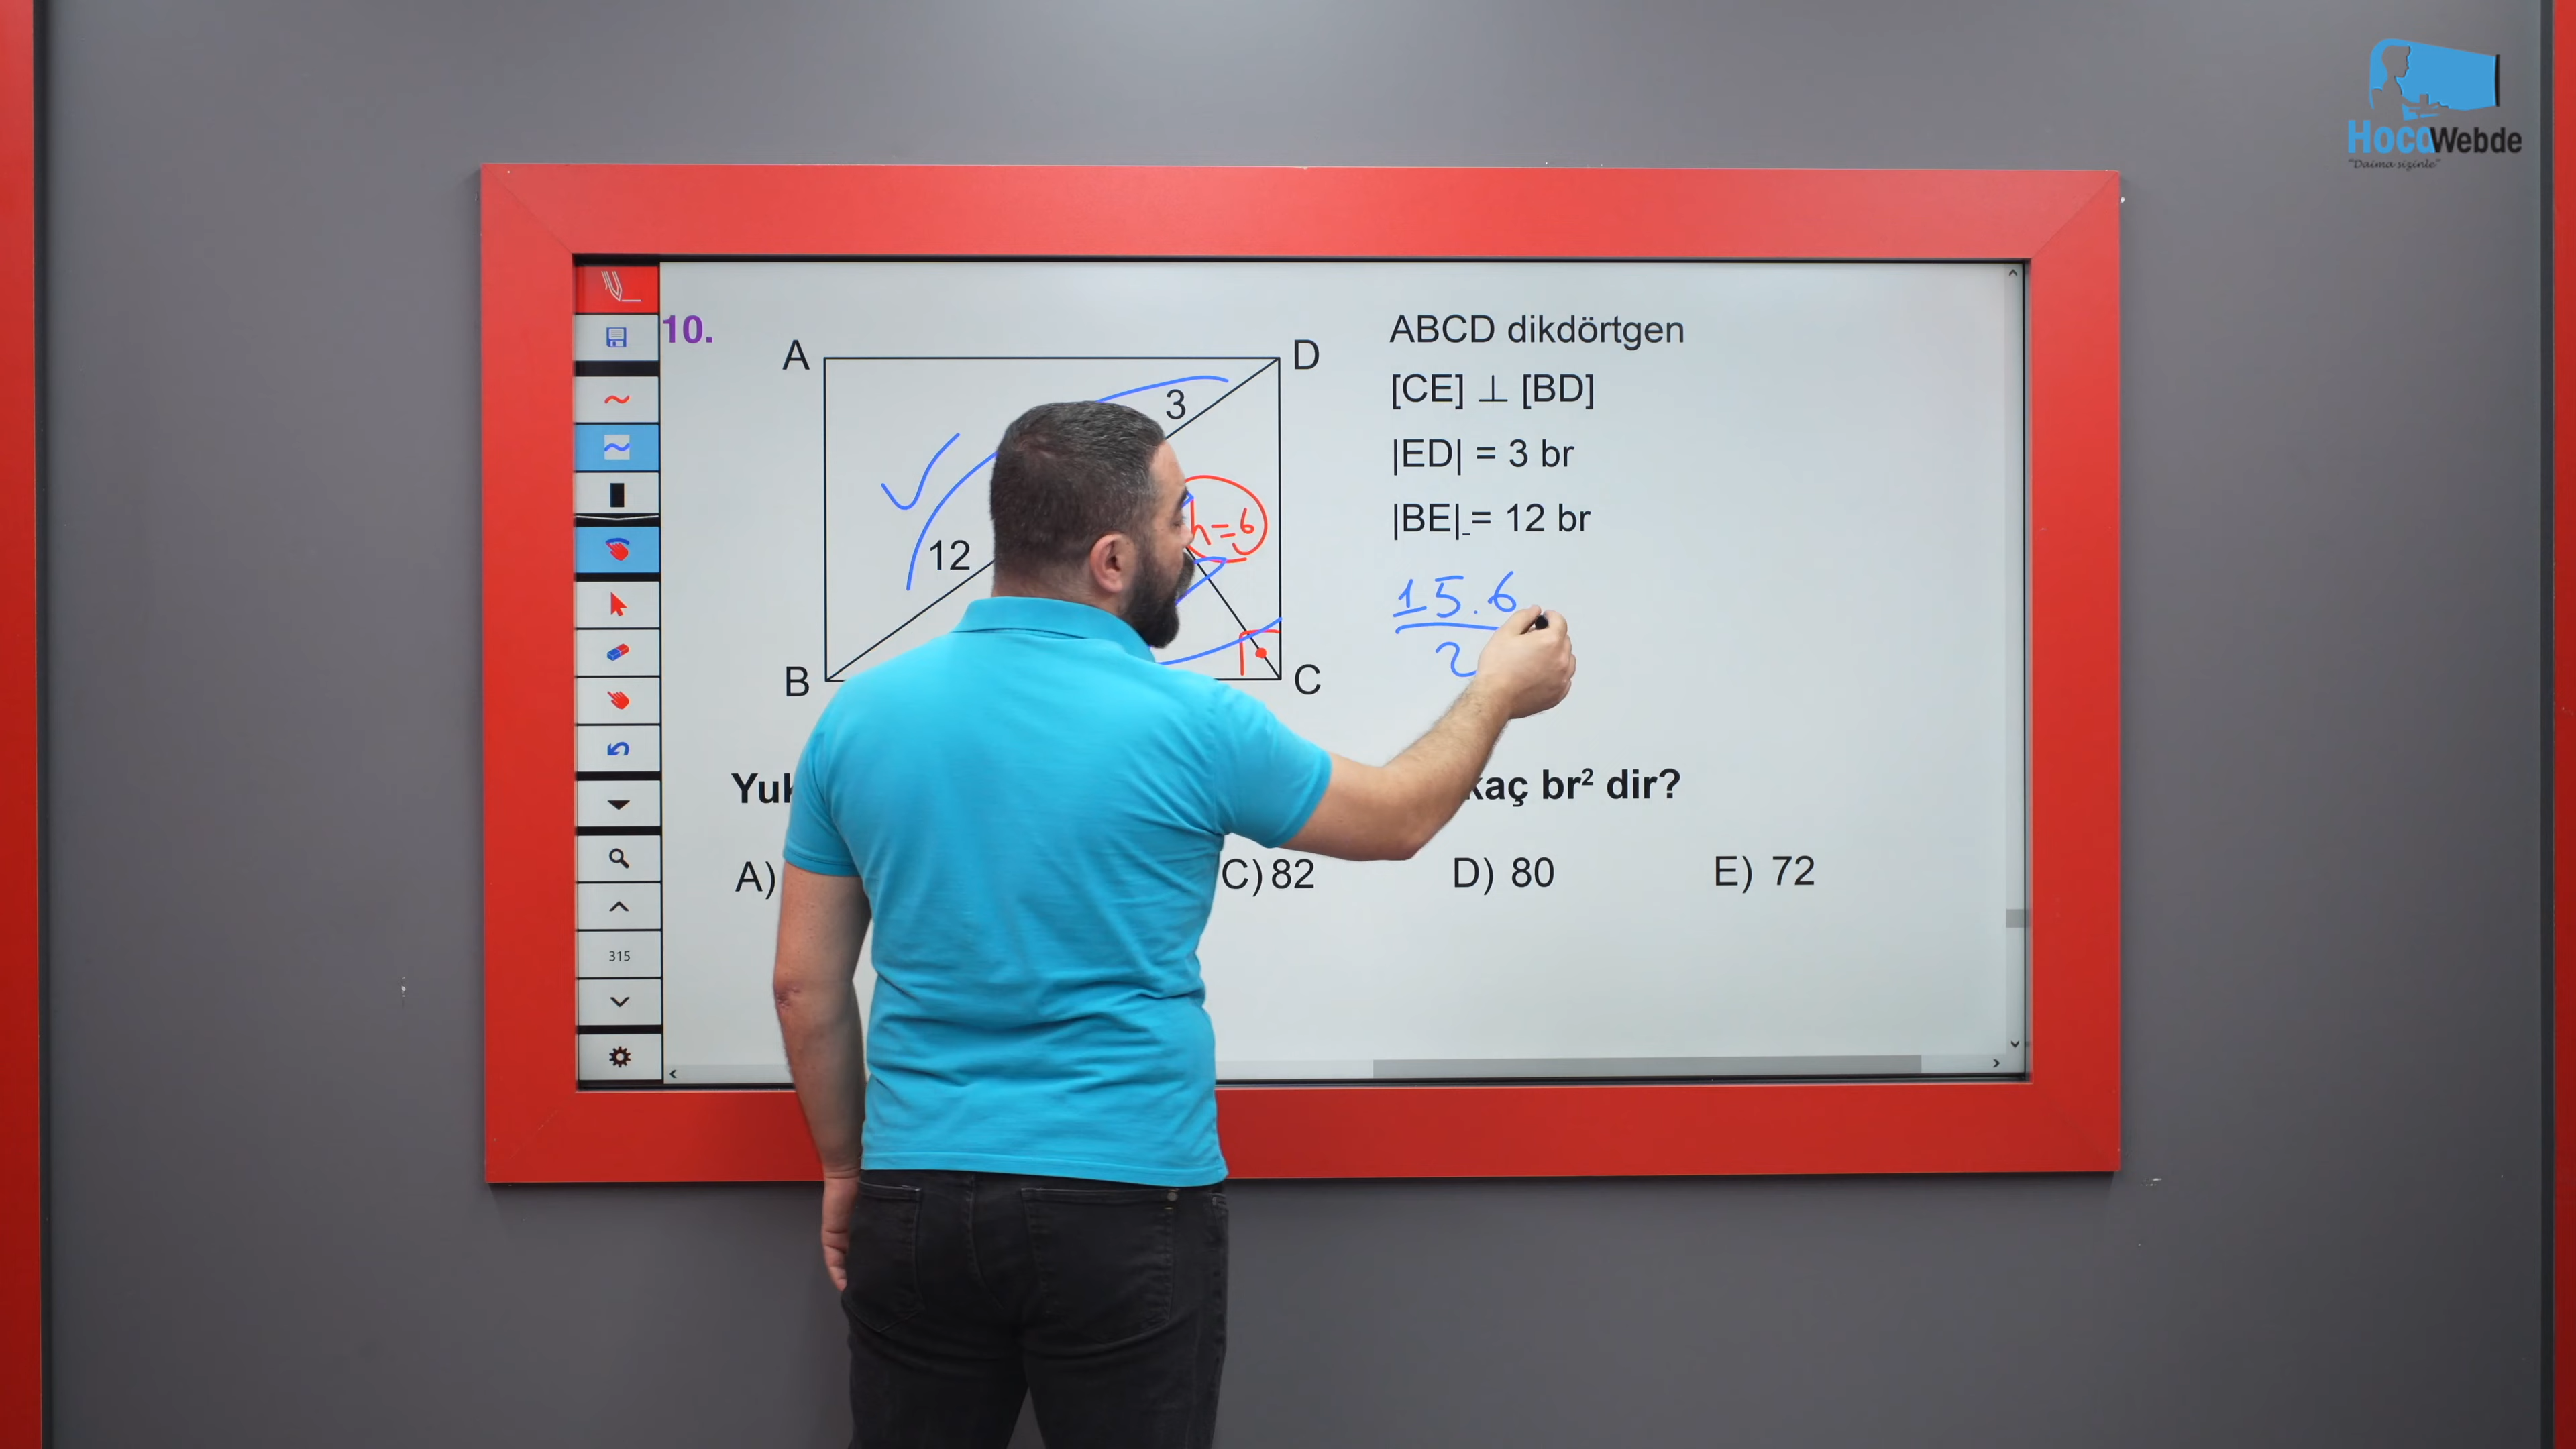 HocaWebde
"Daima sizinle"
10.
A
D
3
12
h=6
B
C
ABCD dikdörtgen
[CE] ⊥ [BD]
|ED| = 3 br
|BE| = 12 br
15.6
2
kaç br² dir?
A)
C) 82
D) 80
E) 72
315